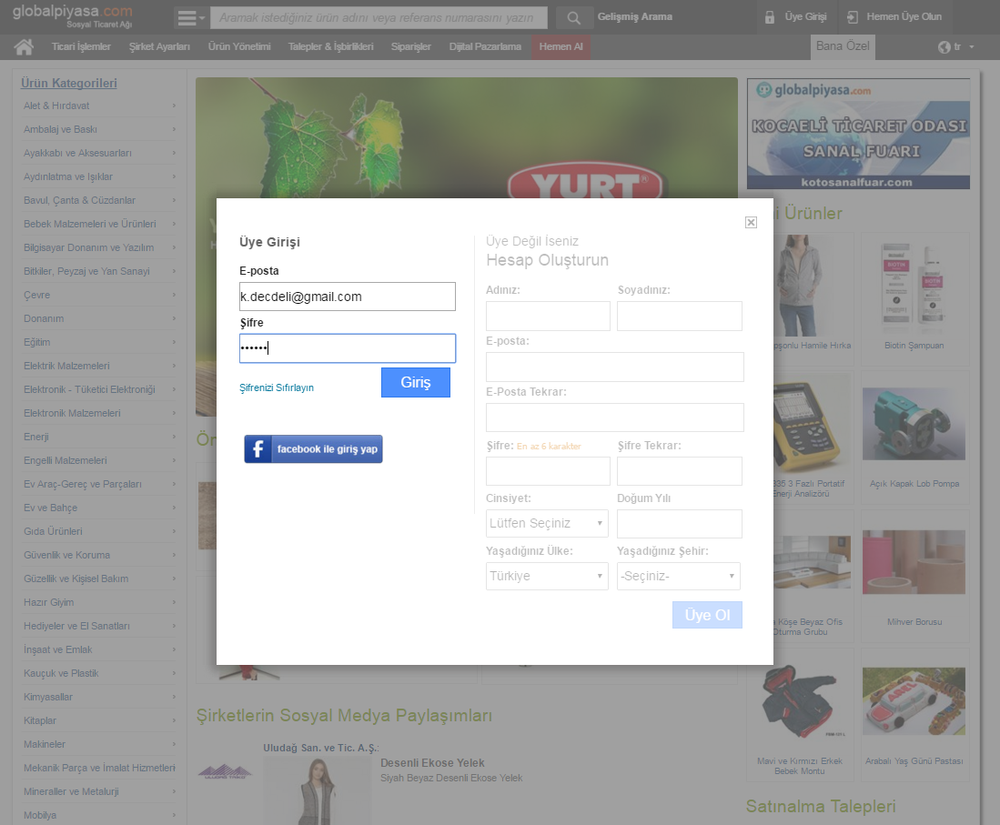 globalpiyasa.com
Sosyal Ticaret Ağı
Aramak istediğiniz ürün adını veya referans numarasını yazın
Gelişmiş Arama
Üye Girişi
Hemen Üye Olun
Ticari İşlemler
Şirket Ayarları
Ürün Yönetimi
Talepler & İşbirlikleri
Siparişler
Dijital Pazarlama
Hemen Al
Bana Özel
tr
Ürün Kategorileri
Alet & Hırdavat
Ambalaj ve Baskı
Ayakkabı ve Aksesuarları
Aydınlatma ve Işıklar
Bavul, Çanta & Cüzdanlar
Bebek Malzemeleri ve Ürünleri
Bilgisayar Donanım ve Yazılım
Bitkiler, Peyzaj ve Yan Sanayi
Çevre
Donanım
Eğitim
Elektrik Malzemeleri
Elektronik - Tüketici Elektroniği
Elektronik Malzemeleri
Enerji
Engelli Malzemeleri
Ev Araç-Gereç ve Parçaları
Ev ve Bahçe
Gıda Ürünleri
Güvenlik ve Koruma
Güzellik ve Kişisel Bakım
Hazır Giyim
Hediyeler ve El Sanatları
İnşaat ve Emlak
Kauçuk ve Plastik
Kimyasallar
Kitaplar
Makineler
Mekanik Parça ve İmalat Hizmetleri
Mineraller ve Metalurji
Mobilya
YURT
Üye Girişi
E-posta
k.decdeli@gmail.com
Şifre
••••••
Şifrenizi Sıfırlayın
Giriş
facebook ile giriş yap
Üye Değil İseniz
Hesap Oluşturun
Adınız:
Soyadınız:
E-posta:
E-Posta Tekrar:
Şifre: En az 6 karakter
Şifre Tekrar:
Cinsiyet:
Doğum Yılı
Lütfen Seçiniz
Yaşadığınız Ülke:
Yaşadığınız Şehir:
Türkiye
-Seçiniz-
Üye Ol
Şirketlerin Sosyal Medya Paylaşımları
Uludağ San. ve Tic. A.Ş.:
Desenli Ekose Yelek
Siyah Beyaz Desenli Ekose Yelek
globalpiyasa.com
KOCAELİ TİCARET ODASI
SANAL FUARI
kotosanalfuar.com
Ürünler
Hamile Hırka
BIOTIN
Biotin Şampuan
3 Fazlı Portatif
Enerji Analizörü
Açık Kapak Lob Pompa
Köşe Beyaz Ofis
Oturma Grubu
Mihver Borusu
Mavi ve Kırmızı Erkek
Bebek Montu
ABEL
Arabalı Yaş Günü Pastası
Satınalma Talepleri